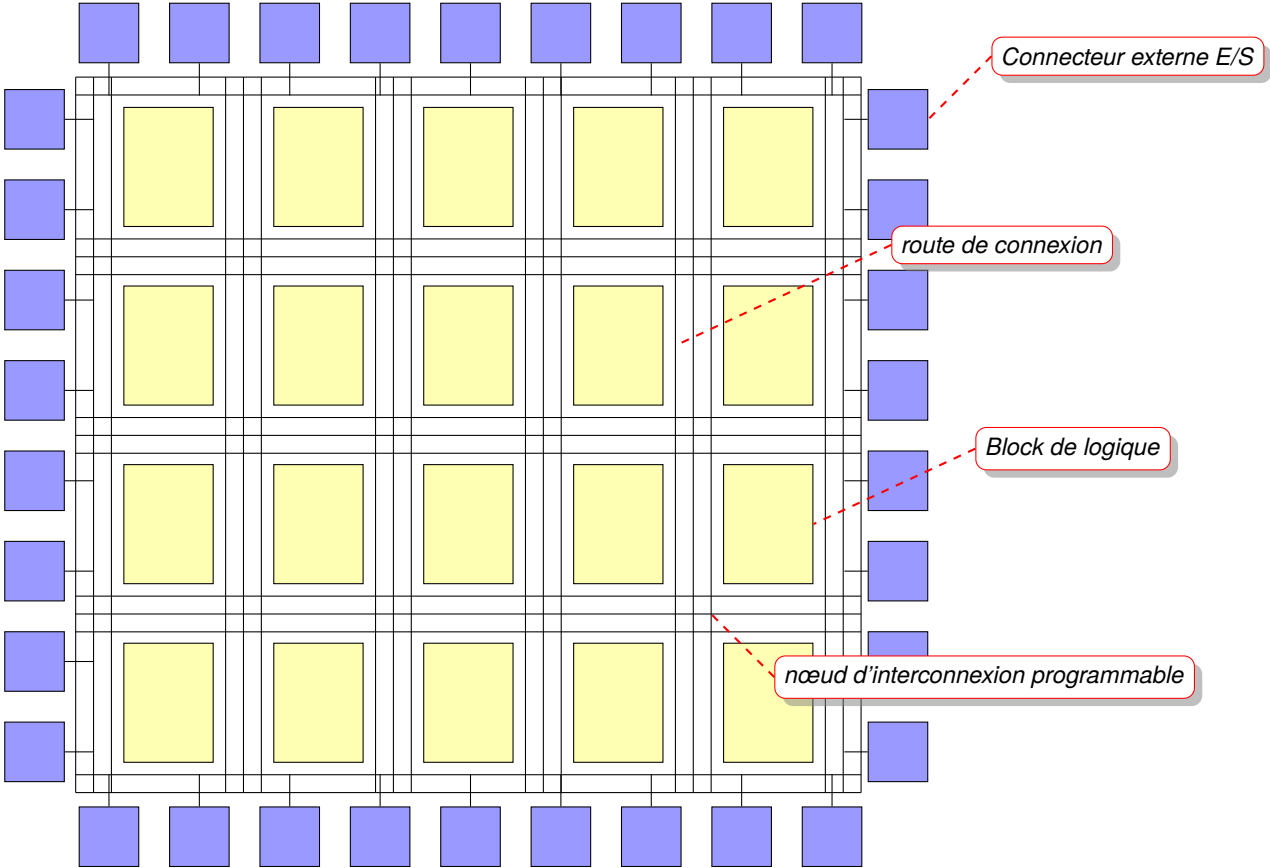 Connecteur externe E/S
route de connexion
Block de logique
nœud d'interconnexion programmable